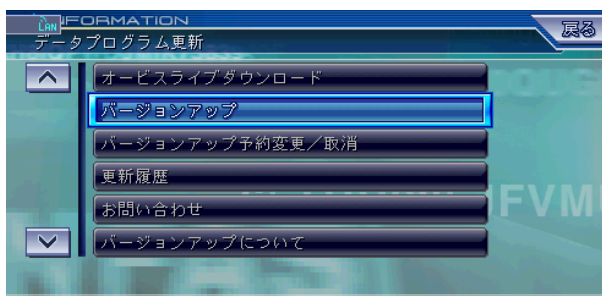 LAN
INFORMATION
データプログラム更新
戻る
オービスライブダウンロード
バージョンアップ
バージョンアップ予約変更／取消
更新履歴
お問い合わせ
バージョンアップについて